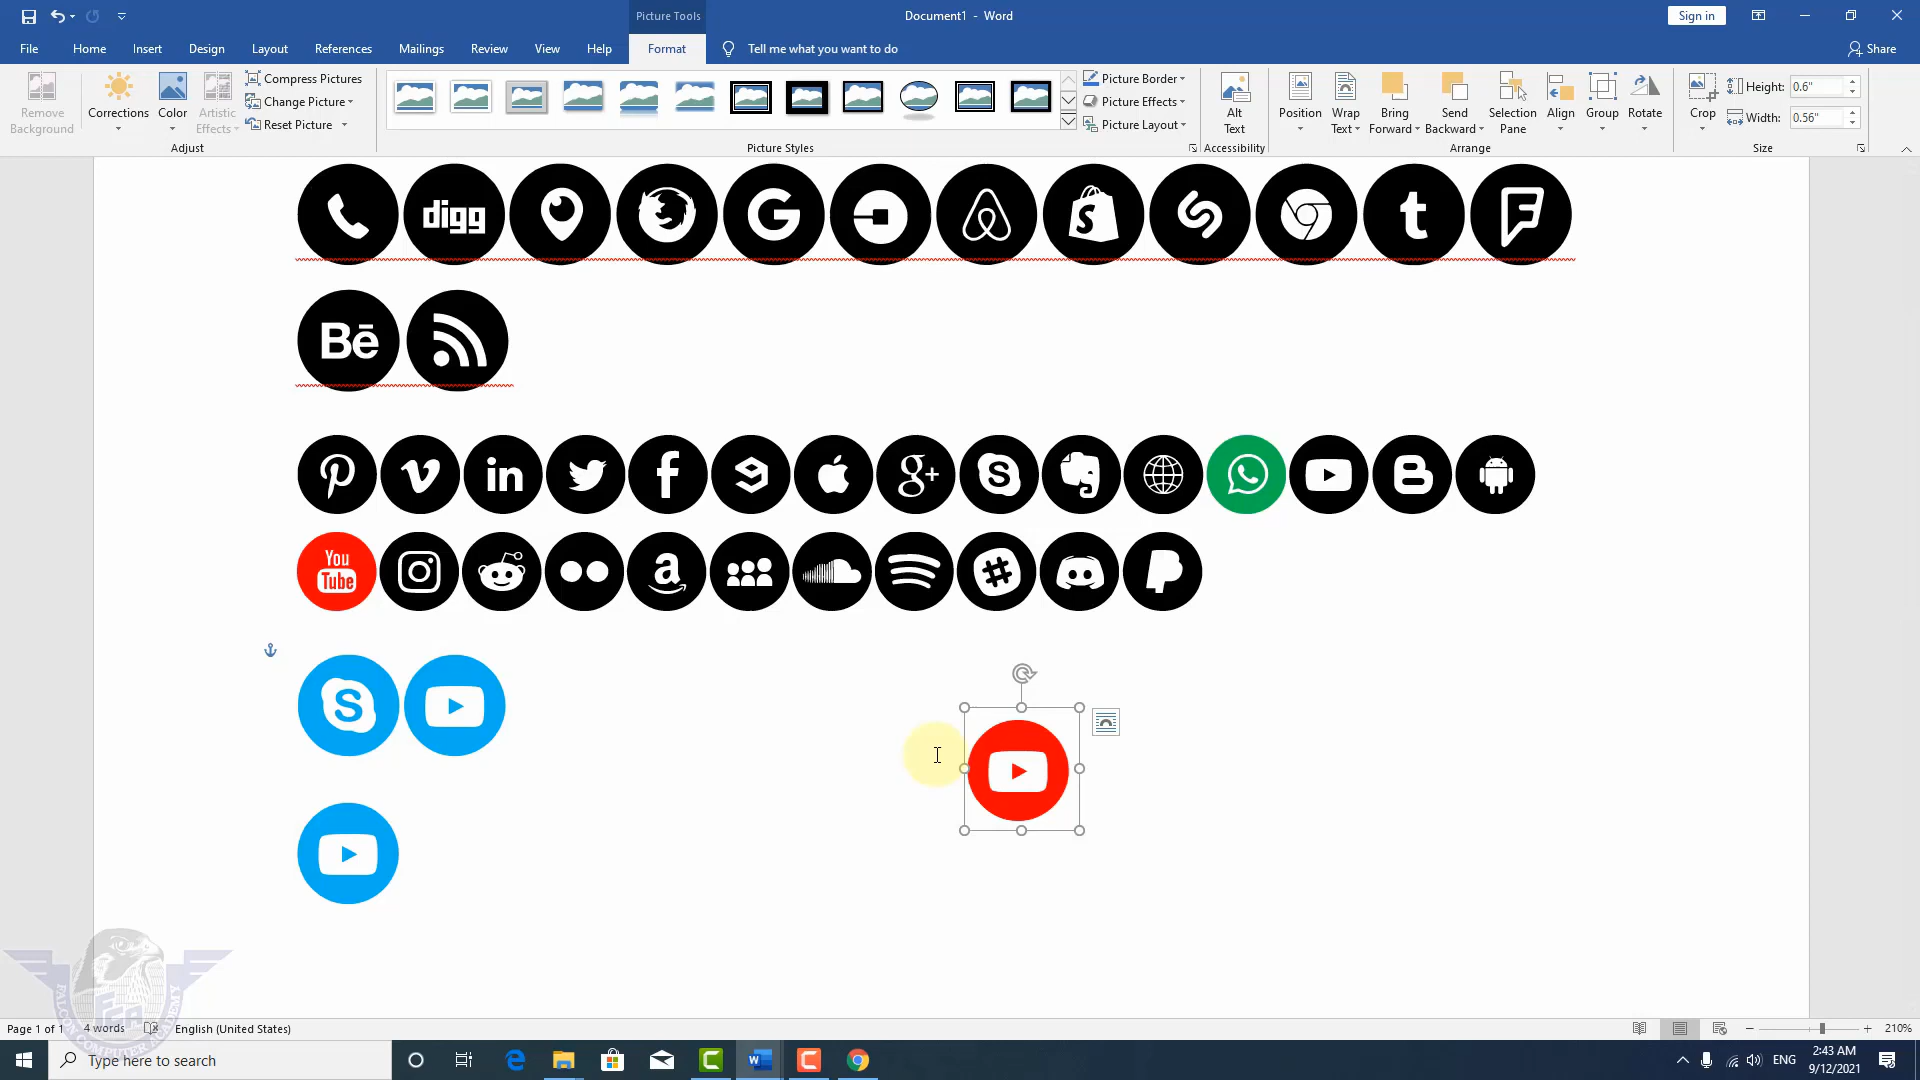 Picture Tools
Document1 - Word
Sign in
File
Home
Insert
Design
Layout
References
Mailings
Review
View
Help
Format
Tell me what you want to do
Share
Remove Background
Corrections
Color
Artistic Effects
Compress Pictures
Change Picture
Reset Picture
Adjust
Picture Styles
Picture Border
Picture Effects
Picture Layout
Alt Text
Accessibility
Position
Wrap Text
Bring Forward
Send Backward
Selection Pane
Align
Group
Rotate
Arrange
Crop
Height: 0.6"
Width: 0.56"
Size
digg
G
S
t
F
Bē
in
f
9
g+
S
B
You
Tube
a
S
FCA
FALCON COMPUTER ACADEMY
Page 1 of 1
4 words
English (United States)
210%
Type here to search
ENG
2:43 AM
9/12/2021